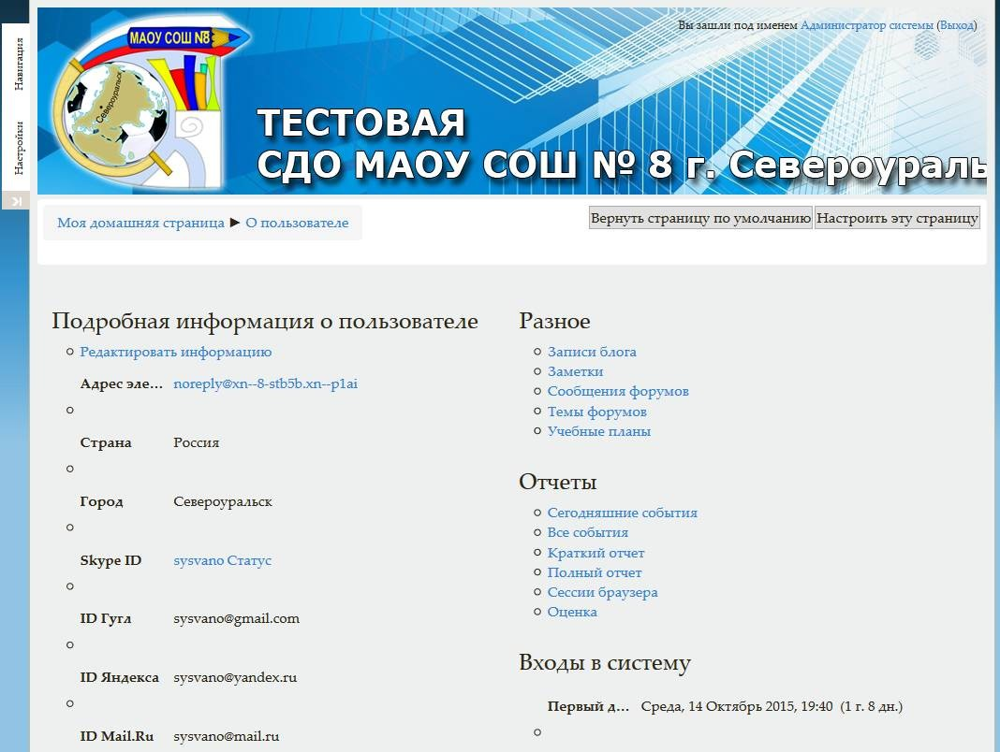 Навигация
Настройки
МАОУ СОШ №8
Североуральск
Вы зашли под именем Администратор системы (Выход)
ТЕСТОВАЯ
СДО МАОУ СОШ № 8 г. Североураль
Моя домашняя страница ► О пользователе
Вернуть страницу по умолчанию Настроить эту страницу
Подробная информация о пользователе
Редактировать информацию
Адрес эле... noreply@xn--8-stb5b.xn--p1ai
Страна Россия
Город Североуральск
Skype ID sysvano Статус
ID Гугл sysvano@gmail.com
ID Яндекса sysvano@yandex.ru
ID Mail.Ru sysvano@mail.ru
Разное
Записи блога
Заметки
Сообщения форумов
Темы форумов
Учебные планы
Отчеты
Сегодняшние события
Все события
Краткий отчет
Полный отчет
Сессии браузера
Оценка
Входы в систему
Первый д... Среда, 14 Октябрь 2015, 19:40 (1 г. 8 дн.)